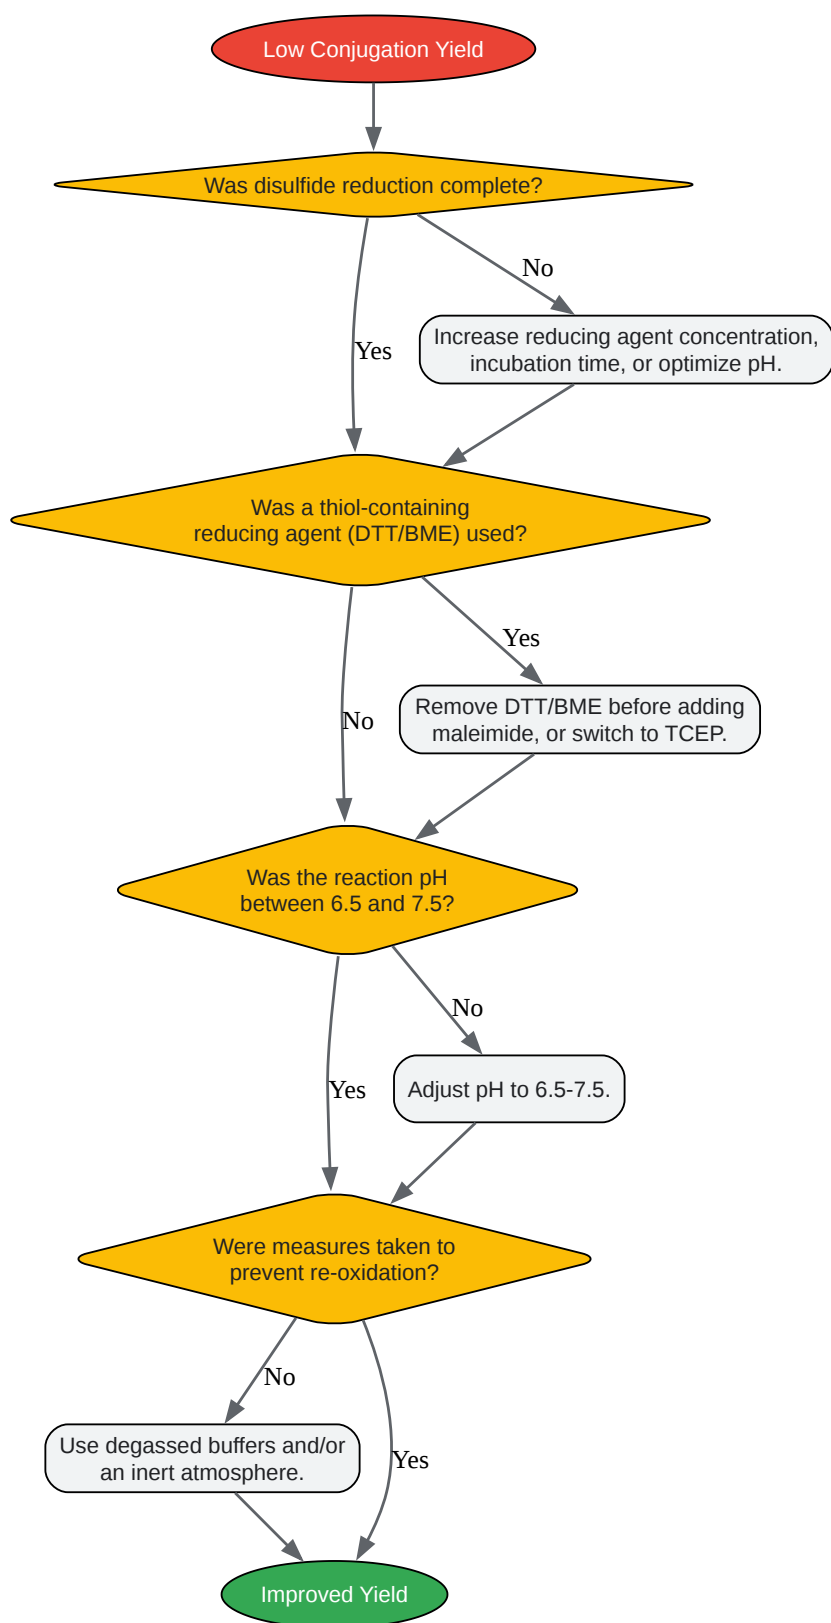 Low Conjugation Yield
Was disulfide reduction complete?
No
Yes
Increase reducing agent concentration,
incubation time, or optimize pH.
Was a thiol-containing
reducing agent (DTT/BME) used?
Yes
No
Remove DTT/BME before adding
maleimide, or switch to TCEP.
Was the reaction pH
between 6.5 and 7.5?
No
Yes
Adjust pH to 6.5-7.5.
Were measures taken to
prevent re-oxidation?
No
Yes
Use degassed buffers and/or
an inert atmosphere.
Improved Yield